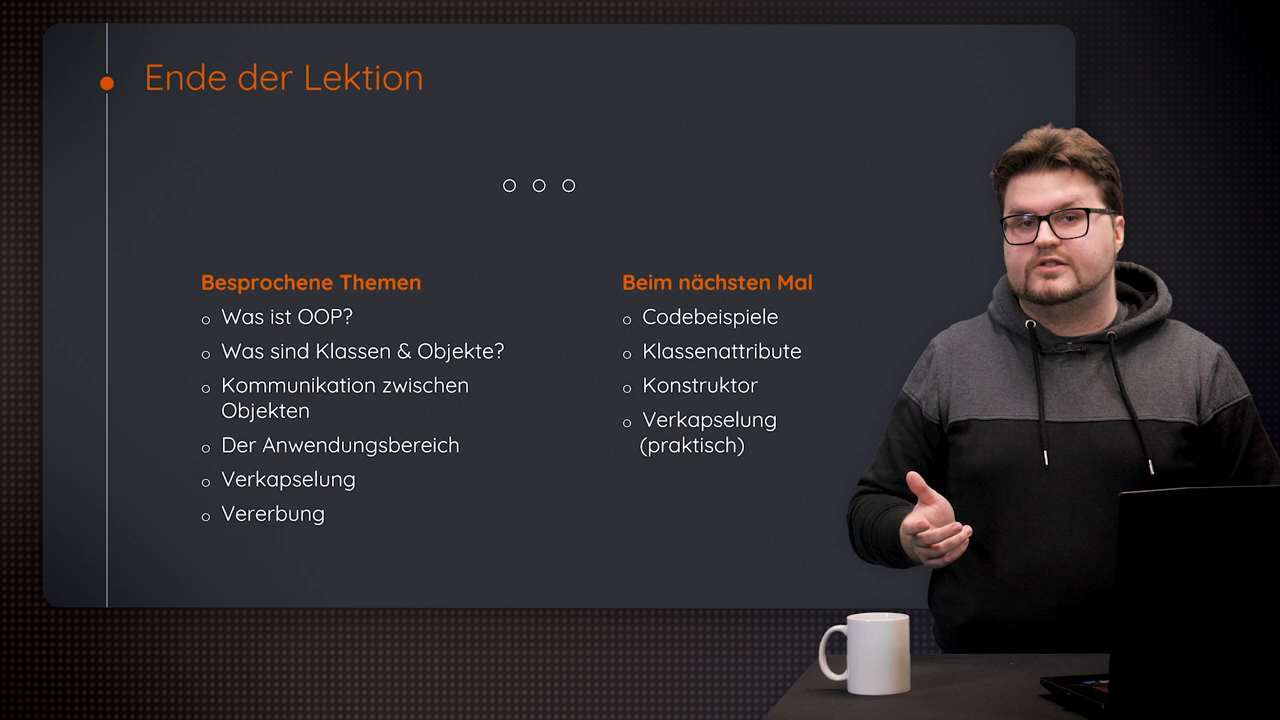 Ende der Lektion
Besprochene Themen
Was ist OOP?
Was sind Klassen & Objekte?
Kommunikation zwischen
Objekten
Der Anwendungsbereich
Verkapselung
Vererbung
Beim nächsten Mal
Codebeispiele
Klassenattribute
Konstruktor
Verkapselung
(praktisch)